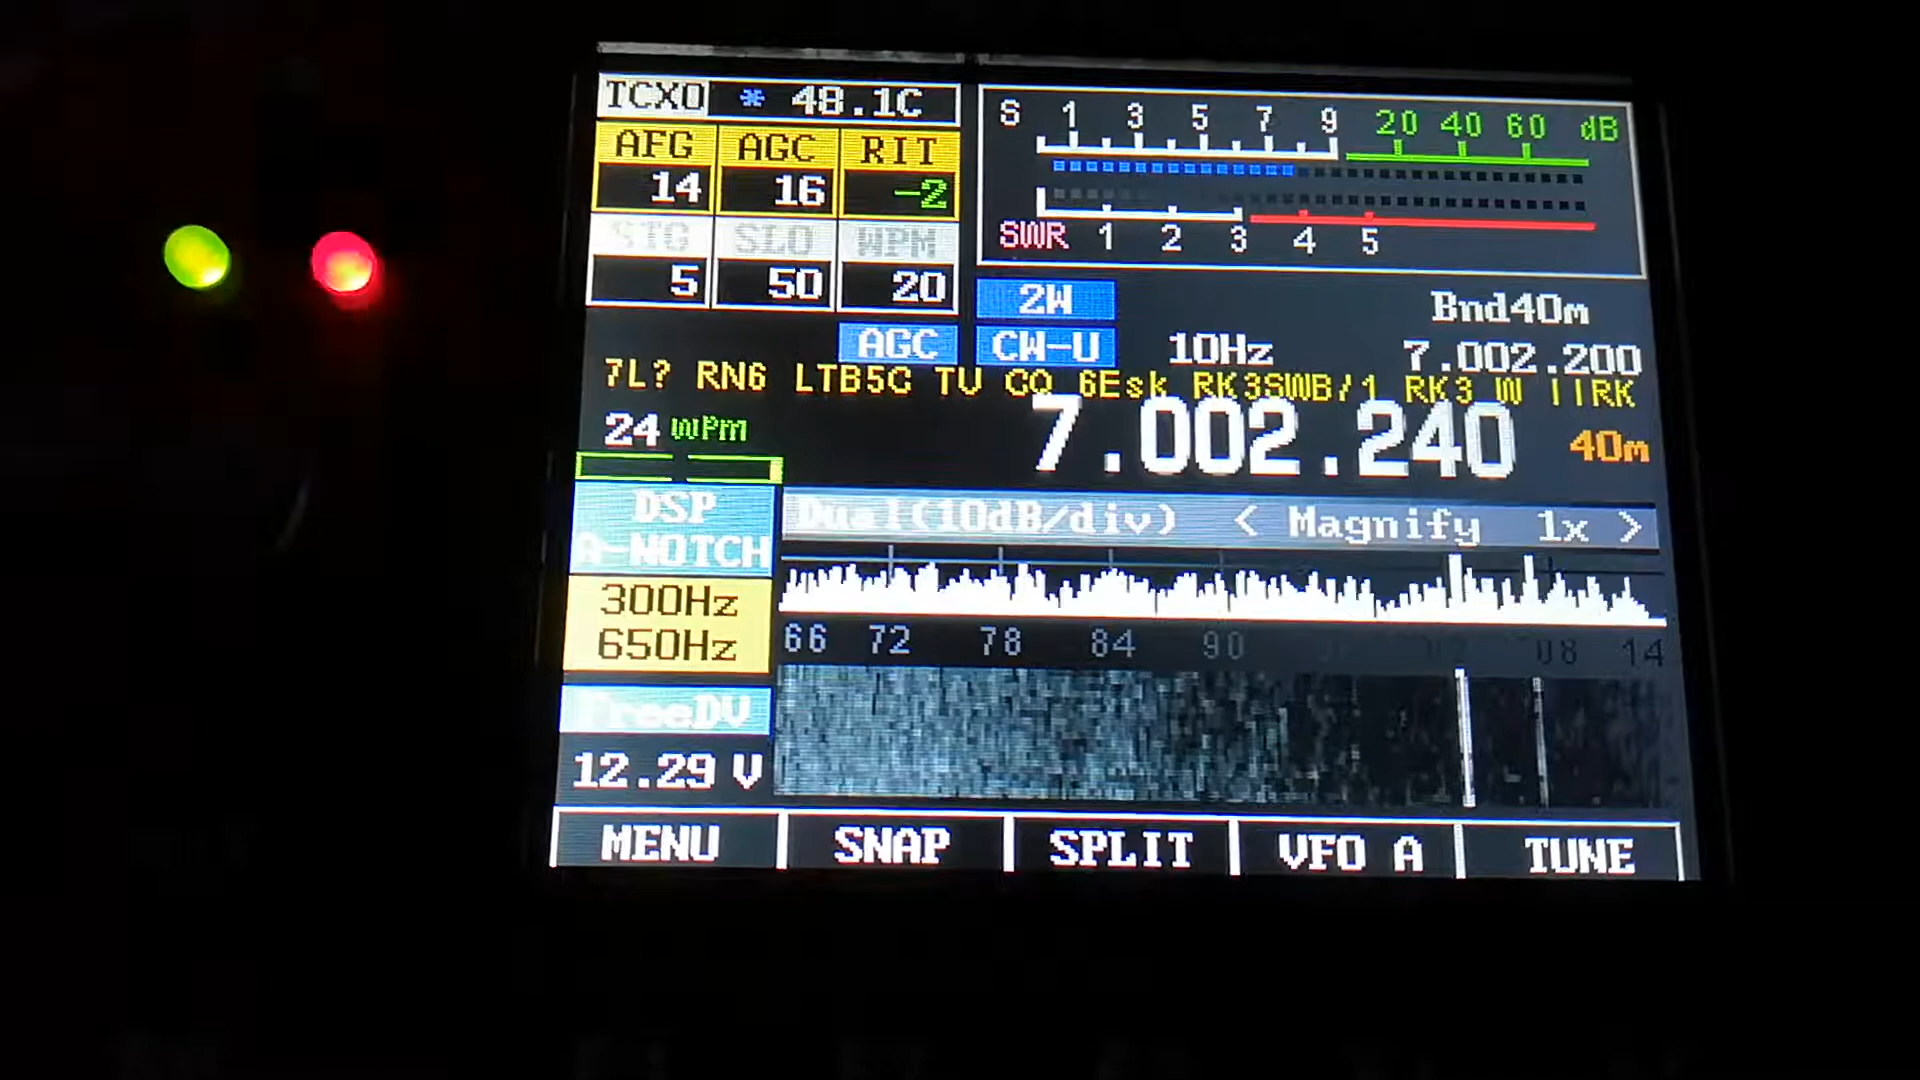 TCXO * 48.1C
S 1 3 5 7 9 20 40 60 dB
AFG AGC RIT
14 16 -2
STG SLO WPM
5 50 20
SWR 1 2 3 4 5
2W
Bnd40m
AGC CW-U 10Hz 7.002.200
7L? RN6 LTB5C TU CQ 6Esk RK3SWB/1 RK3 W ||RK
24 WPM
7.002.240 40m
DSP
A-NOTCH
Dual(10dB/div) < Magnify 1x >
300Hz
650Hz
66 72 78 84 90 02 08 14
FreeDV
12.29 V
MENU SNAP SPLIT VFO A TUNE